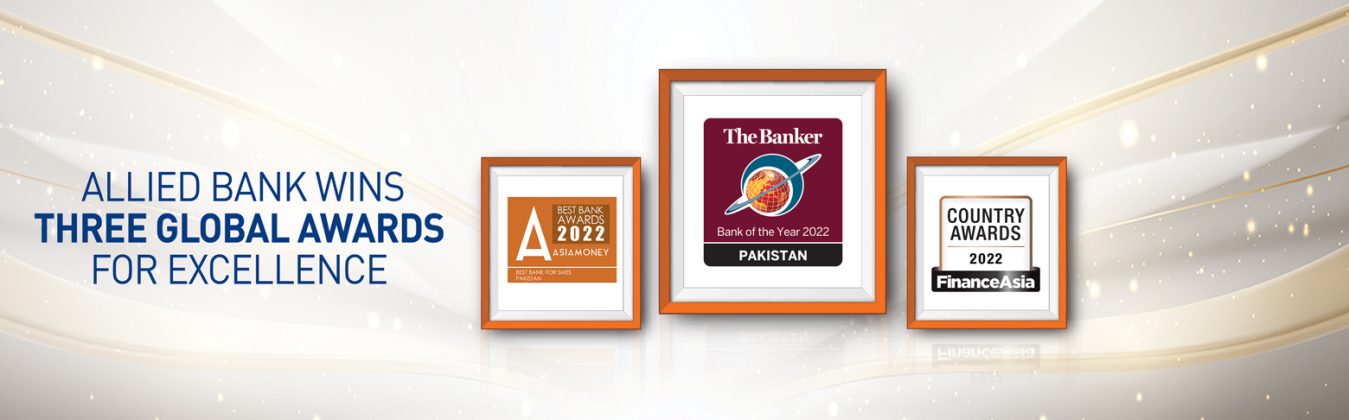 ALLIED BANK WINS
THREE GLOBAL AWARDS
FOR EXCELLENCE
BEST BANK
AWARDS
2022
ASIAMONEY
BEST BANK FOR SMES
PAKISTAN
The Banker
Bank of the Year 2022
PAKISTAN
COUNTRY
AWARDS
2022
FinanceAsia